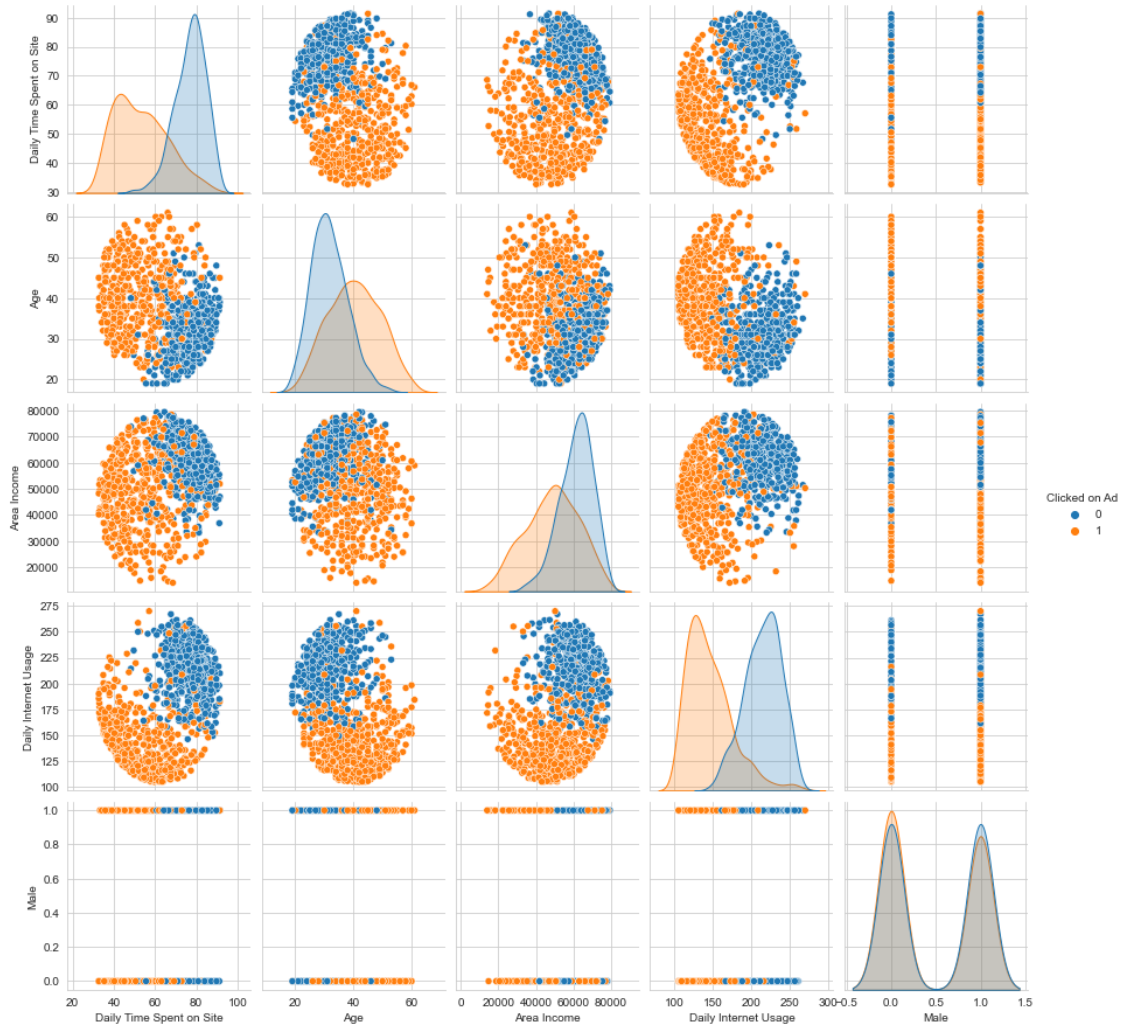 90
80
70
60
50
40
30
Daily Time Spent on Site
60
50
40
30
20
Age
80000
70000
60000
50000
40000
30000
20000
Area Income
Clicked on Ad
0
1
275
250
225
200
175
150
125
100
Daily Internet Usage
1.0
0.8
0.6
0.4
0.2
0.0
Male
20 40 60 80 100
20 40 60
0 20000 40000 60000 80000
100 150 200 250 300
−0.5 0.0 0.5 1.0 1.5
Daily Time Spent on Site
Age
Area Income
Daily Internet Usage
Male